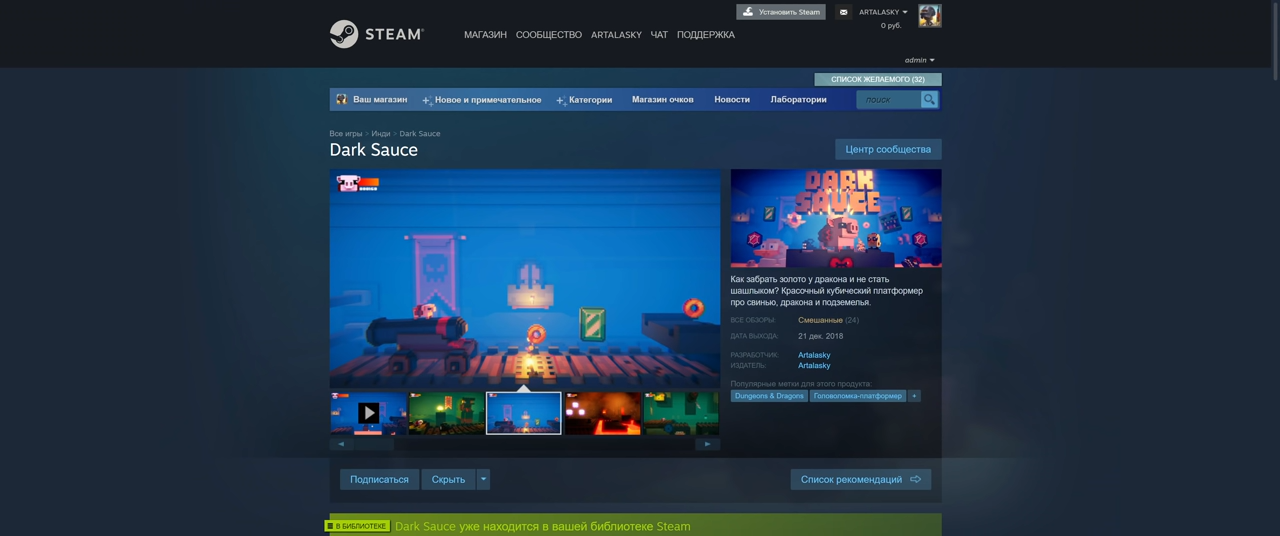 Установить Steam
ARTALASKY
0 руб.
STEAM®
МАГАЗИН СООБЩЕСТВО ARTALASKY ЧАТ ПОДДЕРЖКА
admin
СПИСОК ЖЕЛАЕМОГО (32)
Ваш магазин Новое и примечательное Категории Магазин очков Новости Лаборатории поиск
Все игры > Инди > Dark Sauce
Dark Sauce
Центр сообщества
DARK
SAUCE
Как забрать золото у дракона и не стать
шашлыком? Красочный кубический платформер
про свинью, дракона и подземелья.
ВСЕ ОБЗОРЫ: Смешанные (24)
ДАТА ВЫХОДА: 21 дек. 2018
РАЗРАБОТЧИК: Artalasky
ИЗДАТЕЛЬ: Artalasky
Популярные метки для этого продукта:
Dungeons & Dragons Головоломка-платформер +
Подписаться Скрыть Список рекомендаций
В БИБЛИОТЕКЕ Dark Sauce уже находится в вашей библиотеке Steam